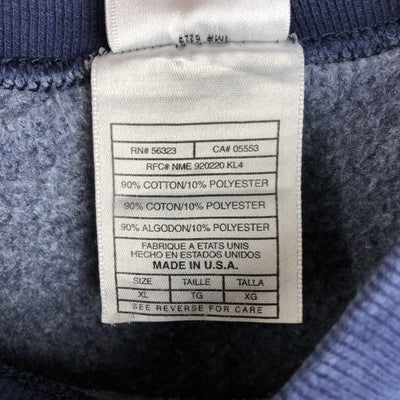 RN# 56323 CA# 05553
RFC# NME 920220 KL4
90% COTTON/10% POLYESTER
90% COTON/10% POLYESTER
90% ALGODON/10% POLYESTER
FABRIQUE A ETATS UNIS
HECHO EN ESTADOS UNIDOS
MADE IN U.S.A.
SIZE TAILLE TALLA
XL TG XG
SEE REVERSE FOR CARE